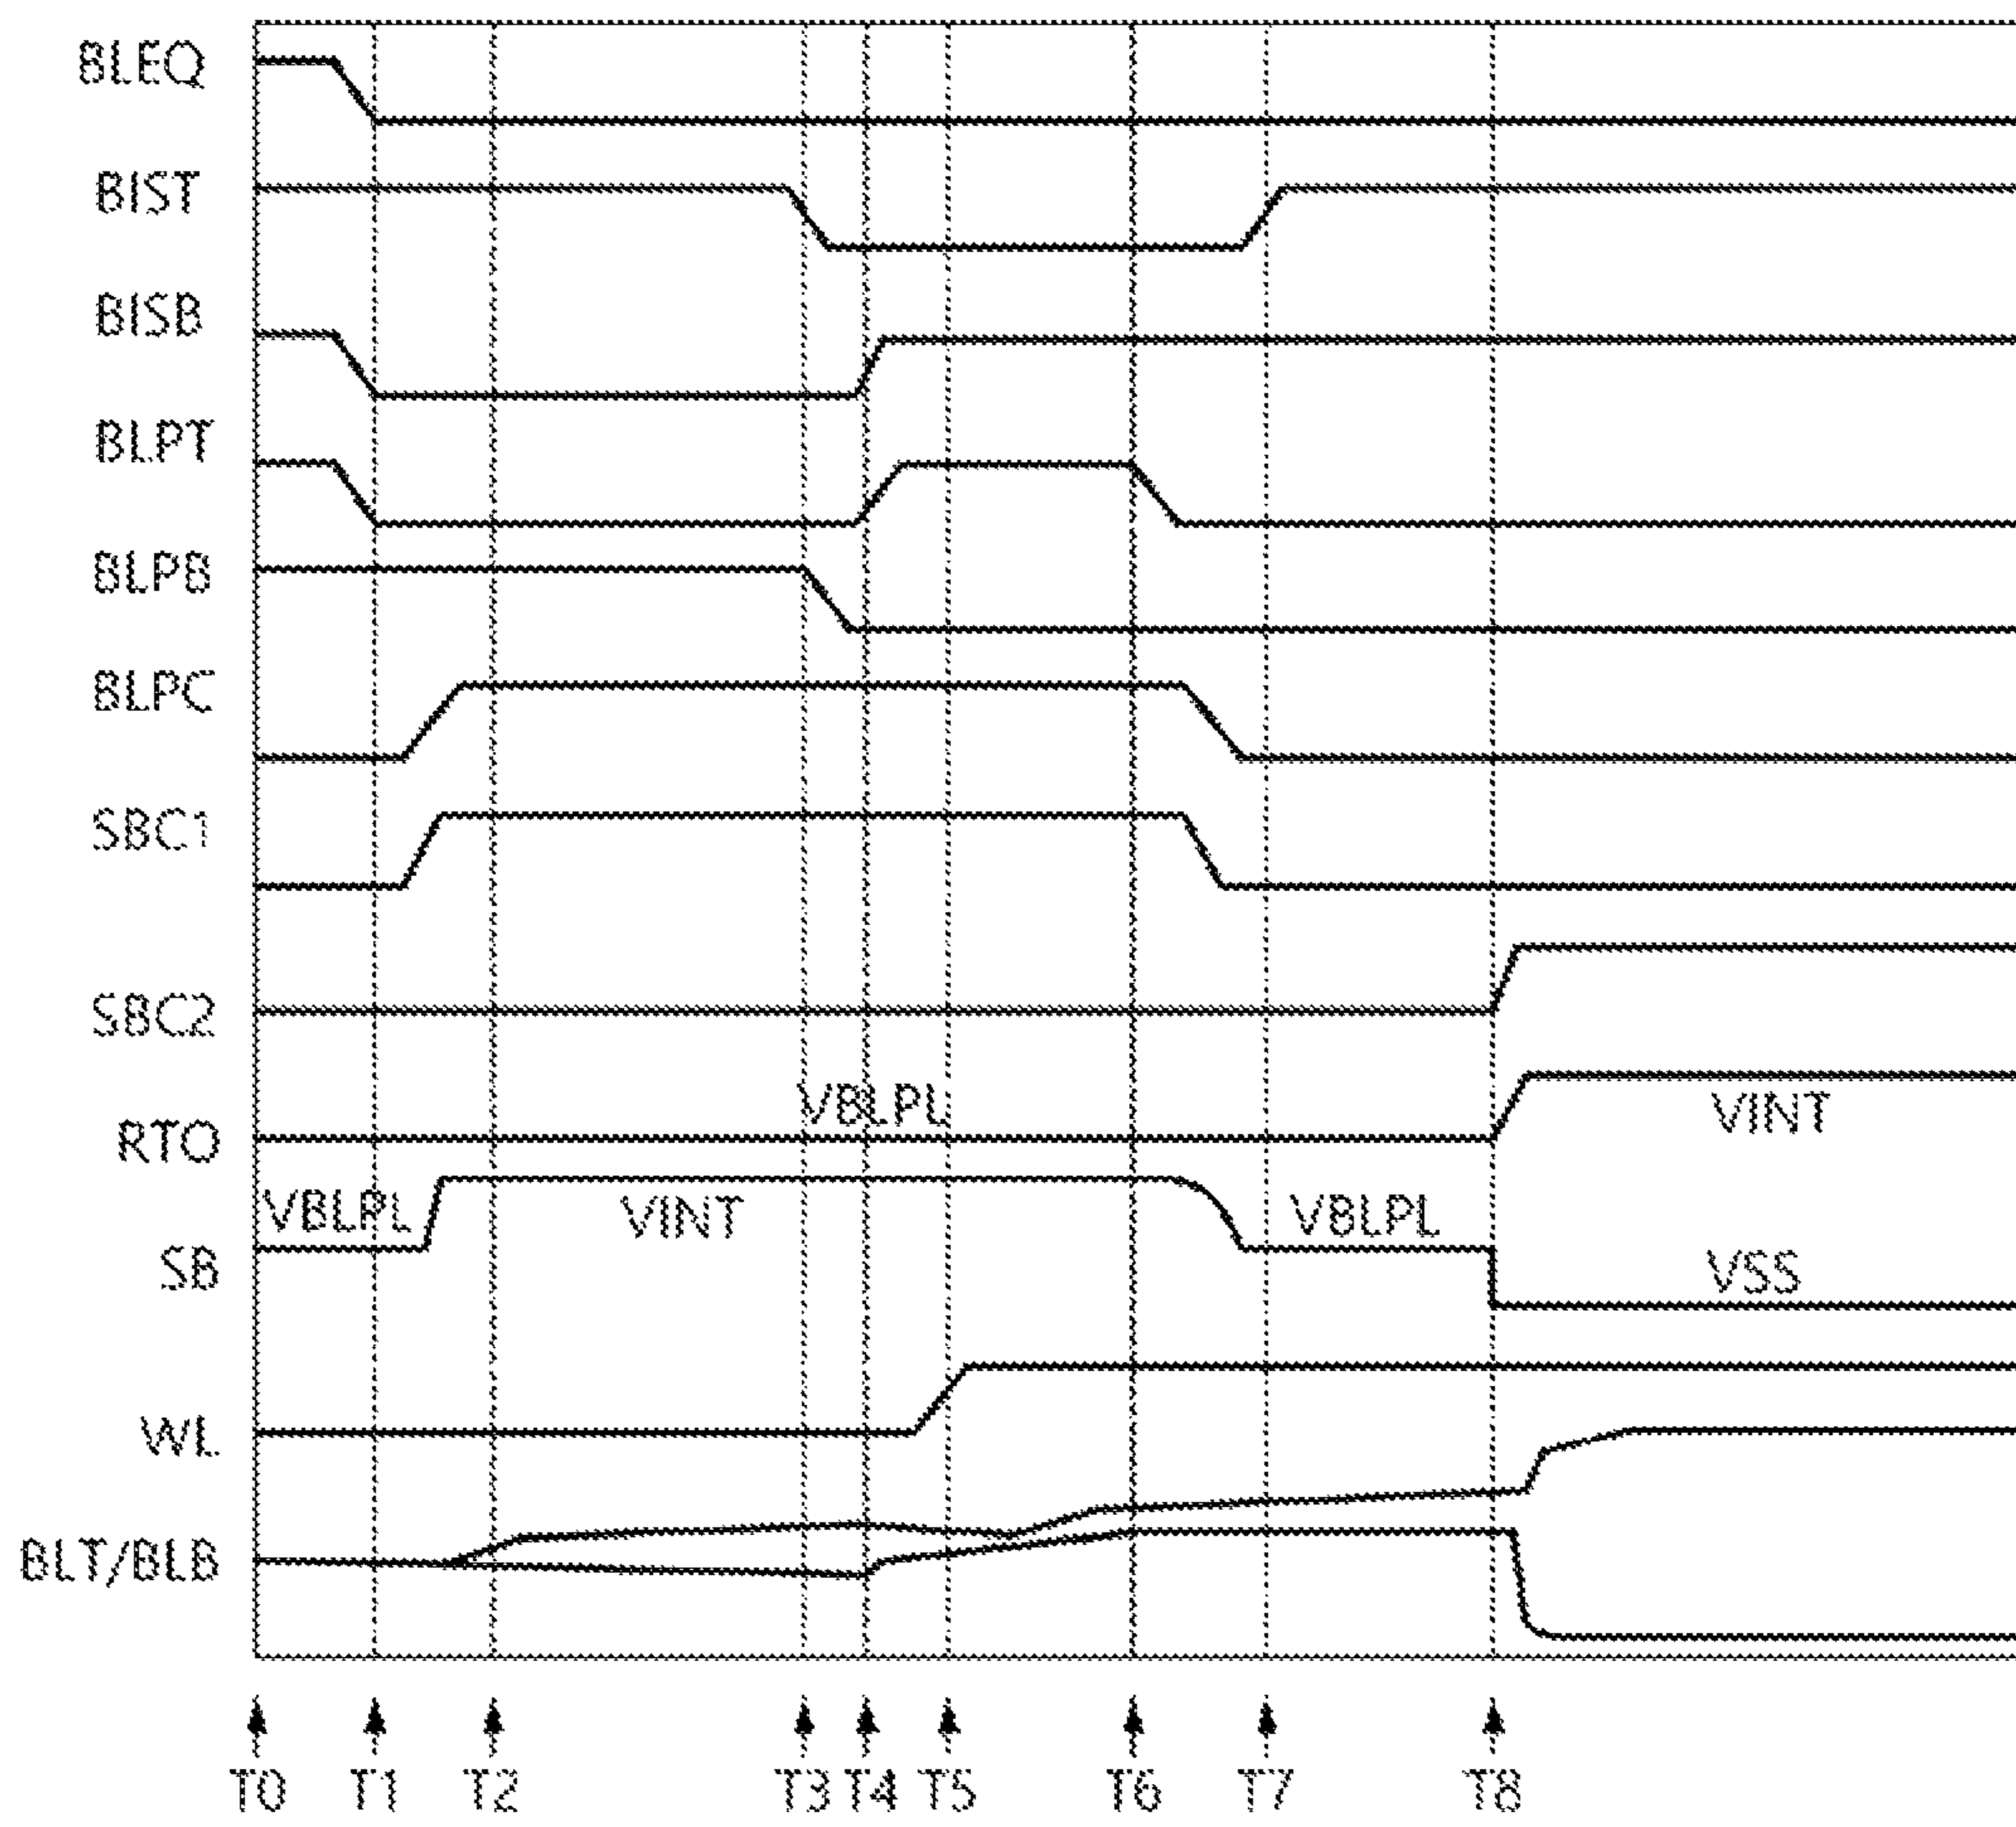 BLEQ
BIST
BISB
BLPT
BLPB
BLPC
SBC1
SBC2
VBLPL
RTO
VINT
VBLPL
VINT
VBLPL
SB
VSS
WL
BLT/BLB
T0 T1 T2 T3 T4 T5 T6 T7 T8